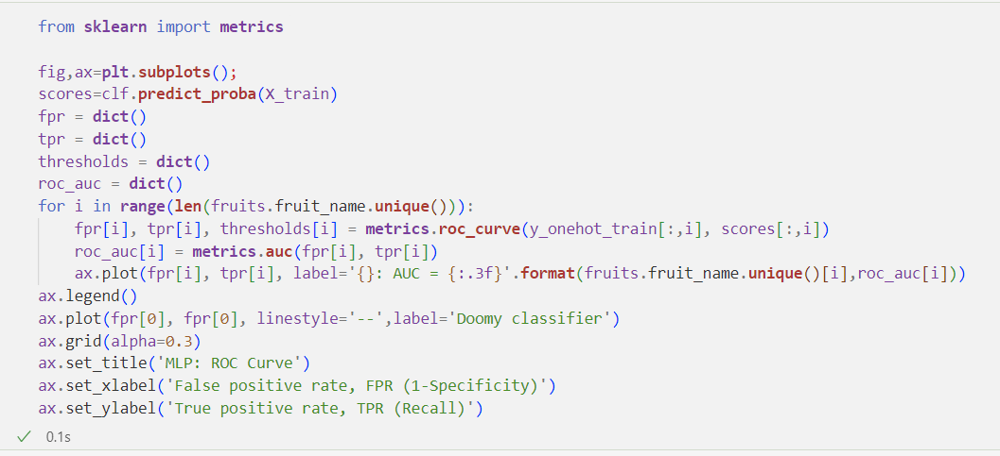 from sklearn import metrics
fig,ax=plt.subplots();
scores=clf.predict_proba(X_train)
fpr = dict()
tpr = dict()
thresholds = dict()
roc_auc = dict()
for i in range(len(fruits.fruit_name.unique())):
    fpr[i], tpr[i], thresholds[i] = metrics.roc_curve(y_onehot_train[:,i], scores[:,i])
    roc_auc[i] = metrics.auc(fpr[i], tpr[i])
    ax.plot(fpr[i], tpr[i], label='{}: AUC = {:.3f}'.format(fruits.fruit_name.unique()[i],roc_auc[i]))
ax.legend()
ax.plot(fpr[0], fpr[0], linestyle='--',label='Doomy classifier')
ax.grid(alpha=0.3)
ax.set_title('MLP: ROC Curve')
ax.set_xlabel('False positive rate, FPR (1-Specificity)')
ax.set_ylabel('True positive rate, TPR (Recall)')
0.1s